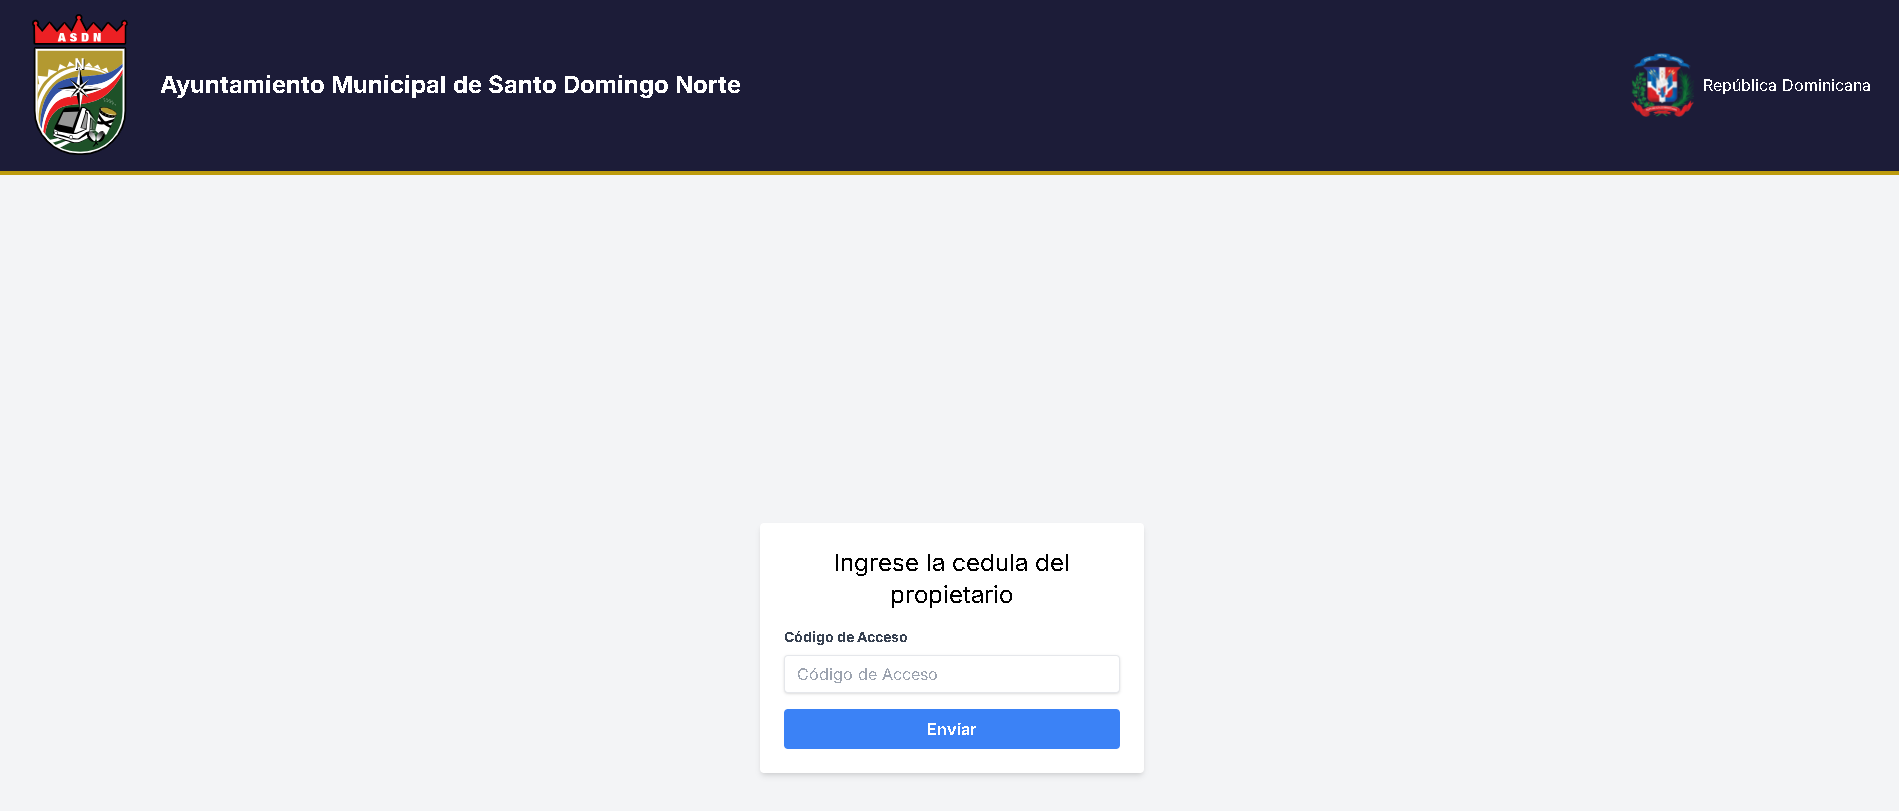 ASDN
N
Ayuntamiento Municipal de Santo Domingo Norte
República Dominicana
Ingrese la cedula del
propietario
Código de Acceso
Código de Acceso
Enviar